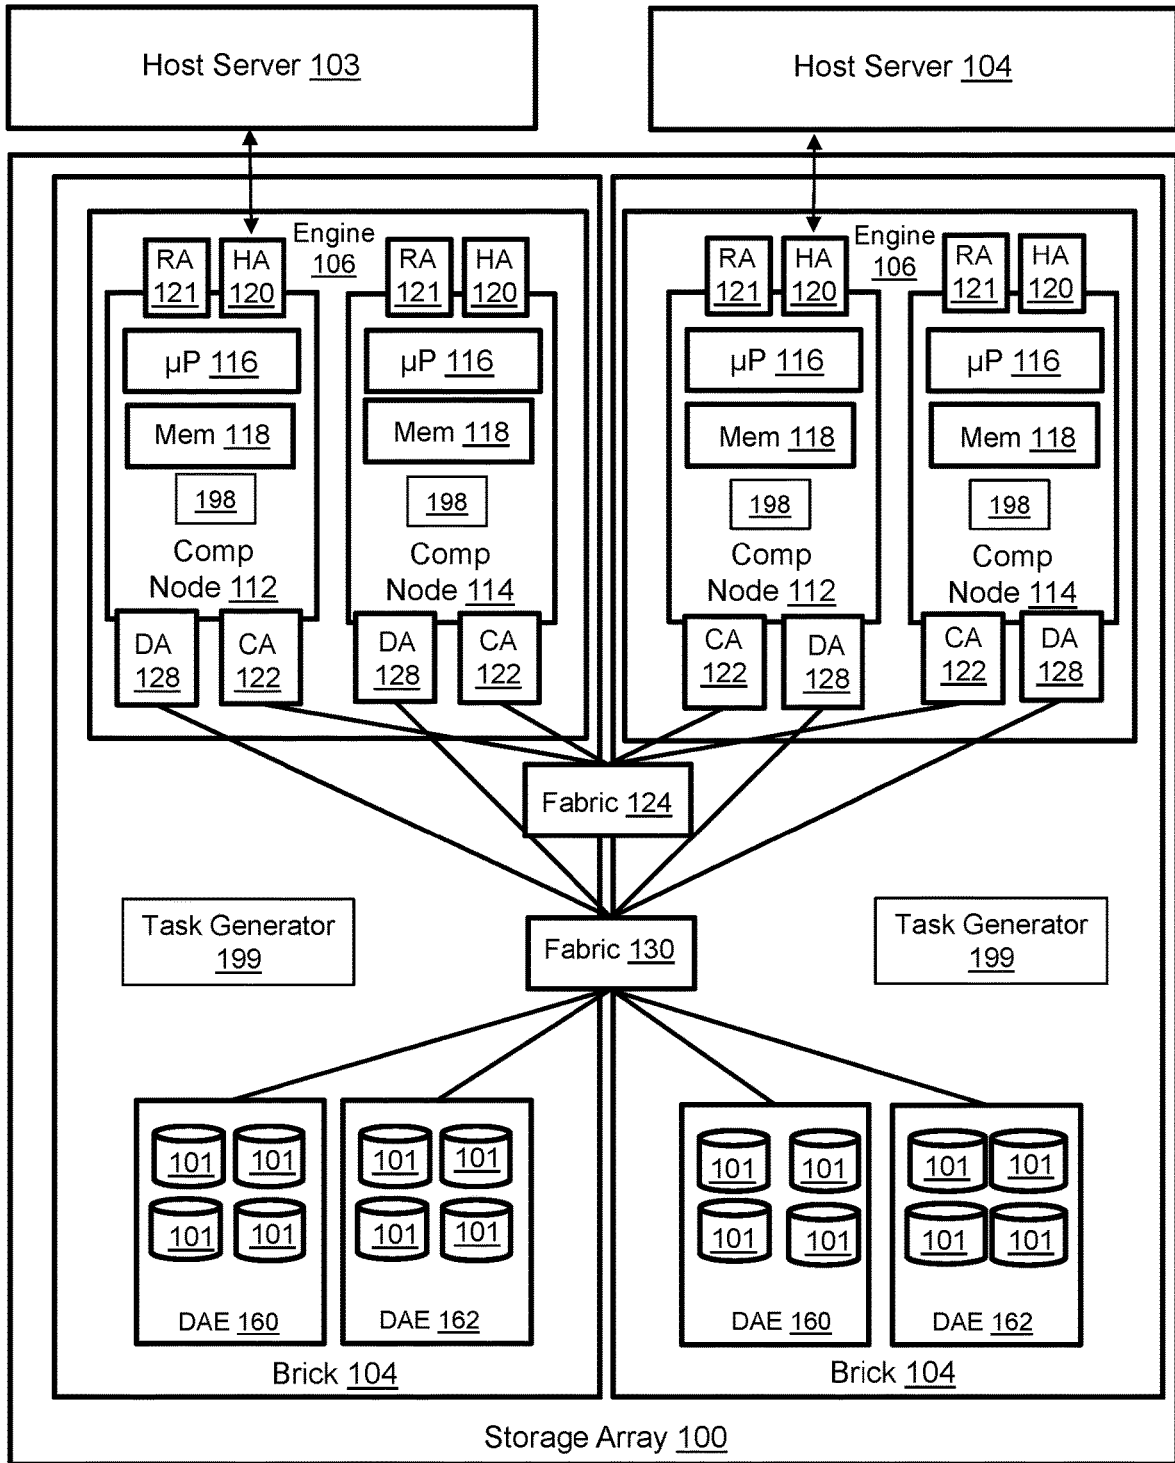 Host Server 103
Host Server 104
Engine
106
RA
121
HA
120
RA
121
HA
120
µP 116
µP 116
Mem 118
Mem 118
198
198
Comp
Node 112
Comp
Node 114
DA
128
CA
122
DA
128
CA
122
Engine
106
RA
121
HA
120
RA
121
HA
120
µP 116
µP 116
Mem 118
Mem 118
198
198
Comp
Node 112
Comp
Node 114
CA
122
DA
128
CA
122
DA
128
Fabric 124
Task Generator
199
Fabric 130
Task Generator
199
101 101
101 101
DAE 160
101 101
101 101
DAE 162
Brick 104
101 101
101 101
DAE 160
101 101
101 101
DAE 162
Brick 104
Storage Array 100